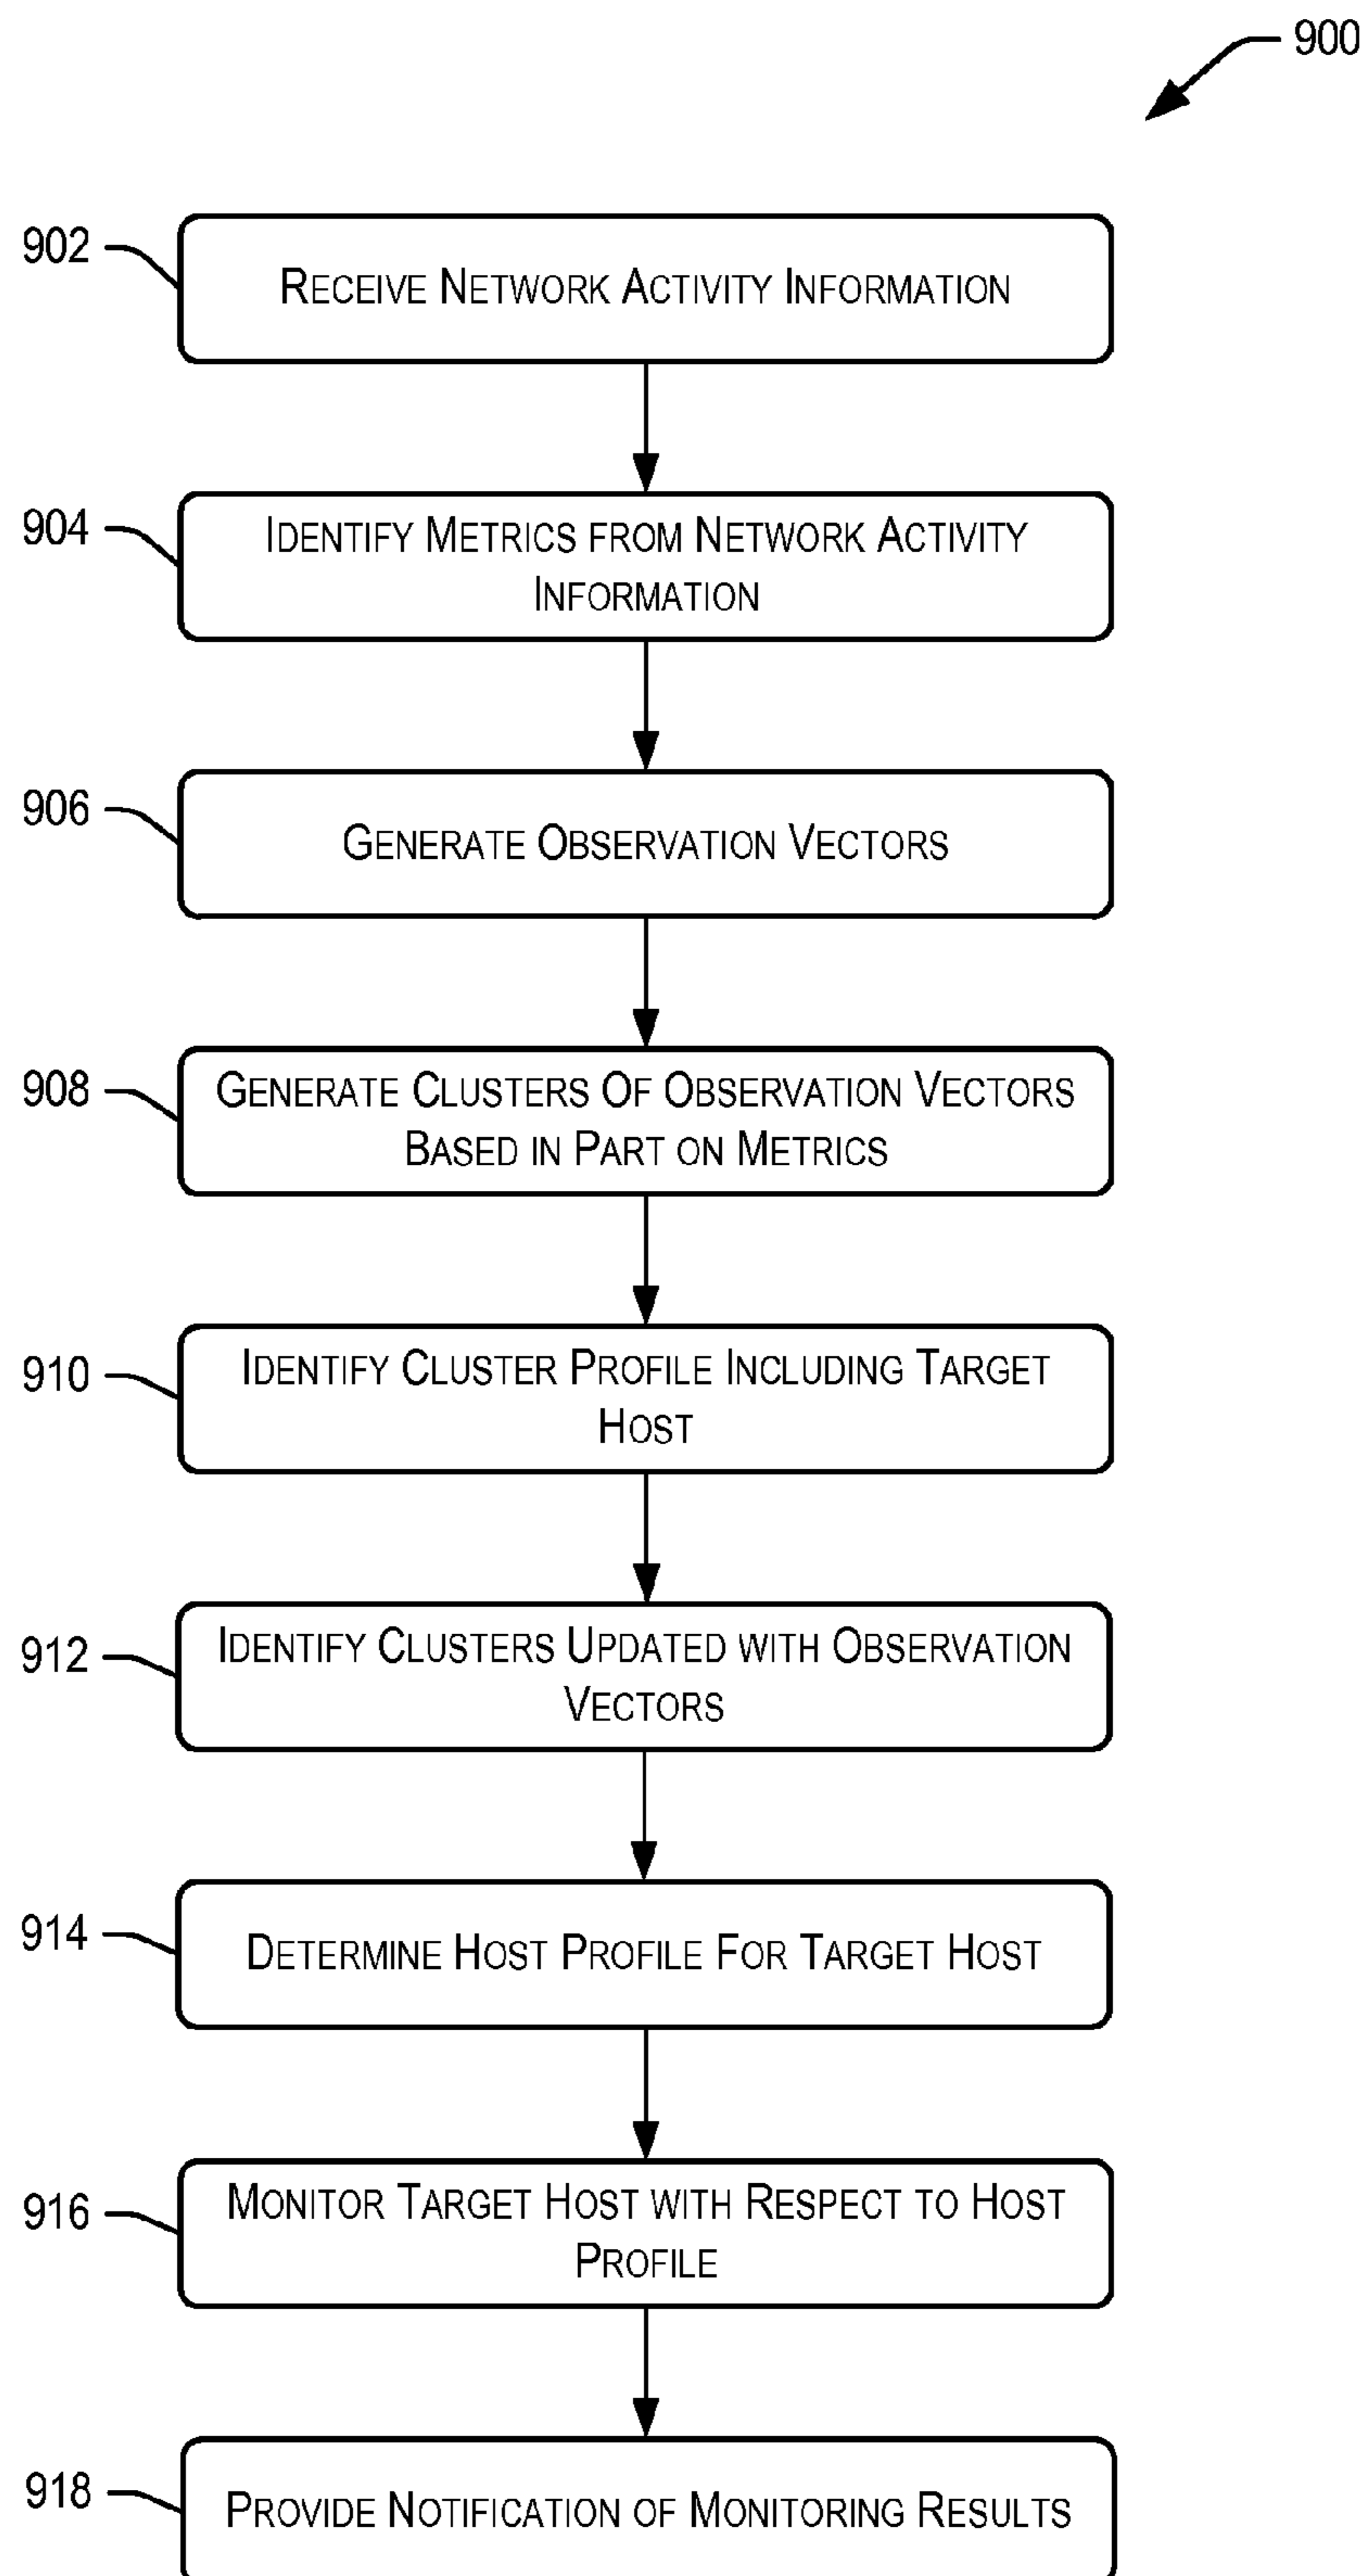 900
902
Receive Network Activity Information
904
Identify Metrics from Network Activity
Information
906
Generate Observation Vectors
908
Generate Clusters Of Observation Vectors
Based in Part on Metrics
910
Identify Cluster Profile Including Target
Host
912
Identify Clusters Updated with Observation
Vectors
914
Determine Host Profile For Target Host
916
Monitor Target Host with Respect to Host
Profile
918
Provide Notification of Monitoring Results